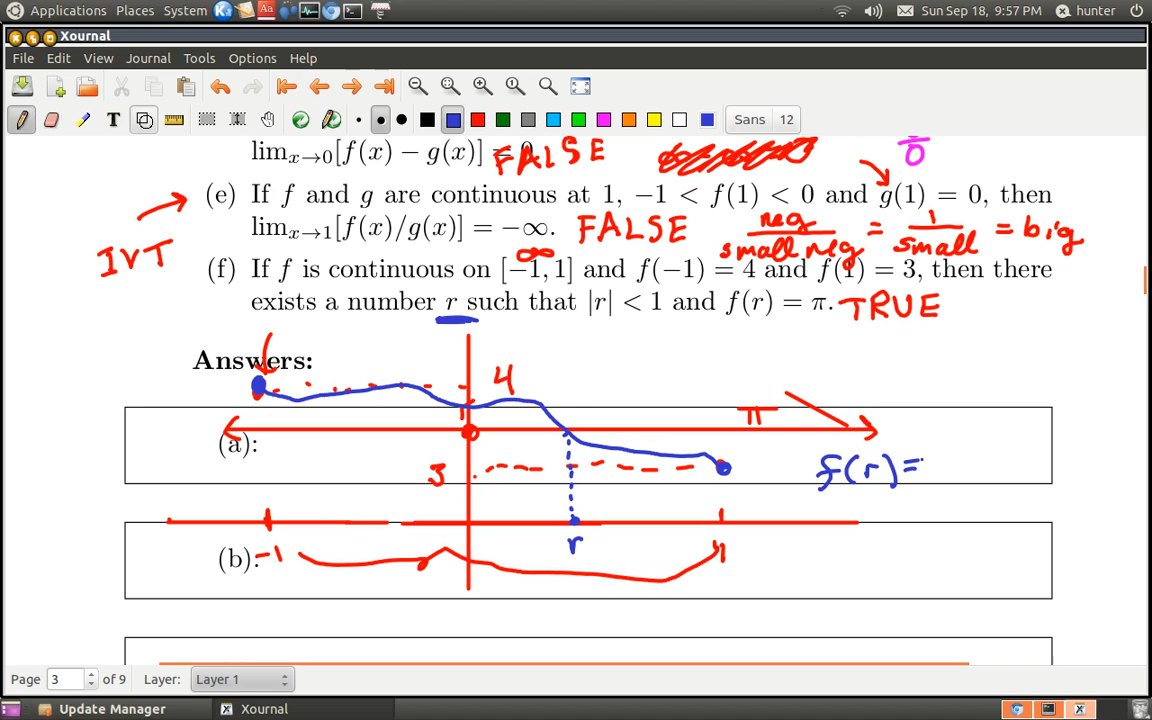 Applications Places System Aa Sun Sep 18, 9:57 PM hunter
Xournal
File Edit View Journal Tools Options Help
T Sans 12
lim x→0 [f(x) − g(x)] = 0 FALSE 0
(e) If f and g are continuous at 1, −1 < f(1) < 0 and g(1) = 0, then
lim x→1 [f(x)/g(x)] = −∞. FALSE neg / small neg = 1 / small = big
IVT
∞
(f) If f is continuous on [−1, 1] and f(−1) = 4 and f(1) = 3, then there
exists a number r such that |r| < 1 and f(r) = π. TRUE
Answers:
4
π
(a):
3 f(r)=
r
(b): −1 1
Page 3 of 9 Layer: Layer 1
Update Manager Xournal